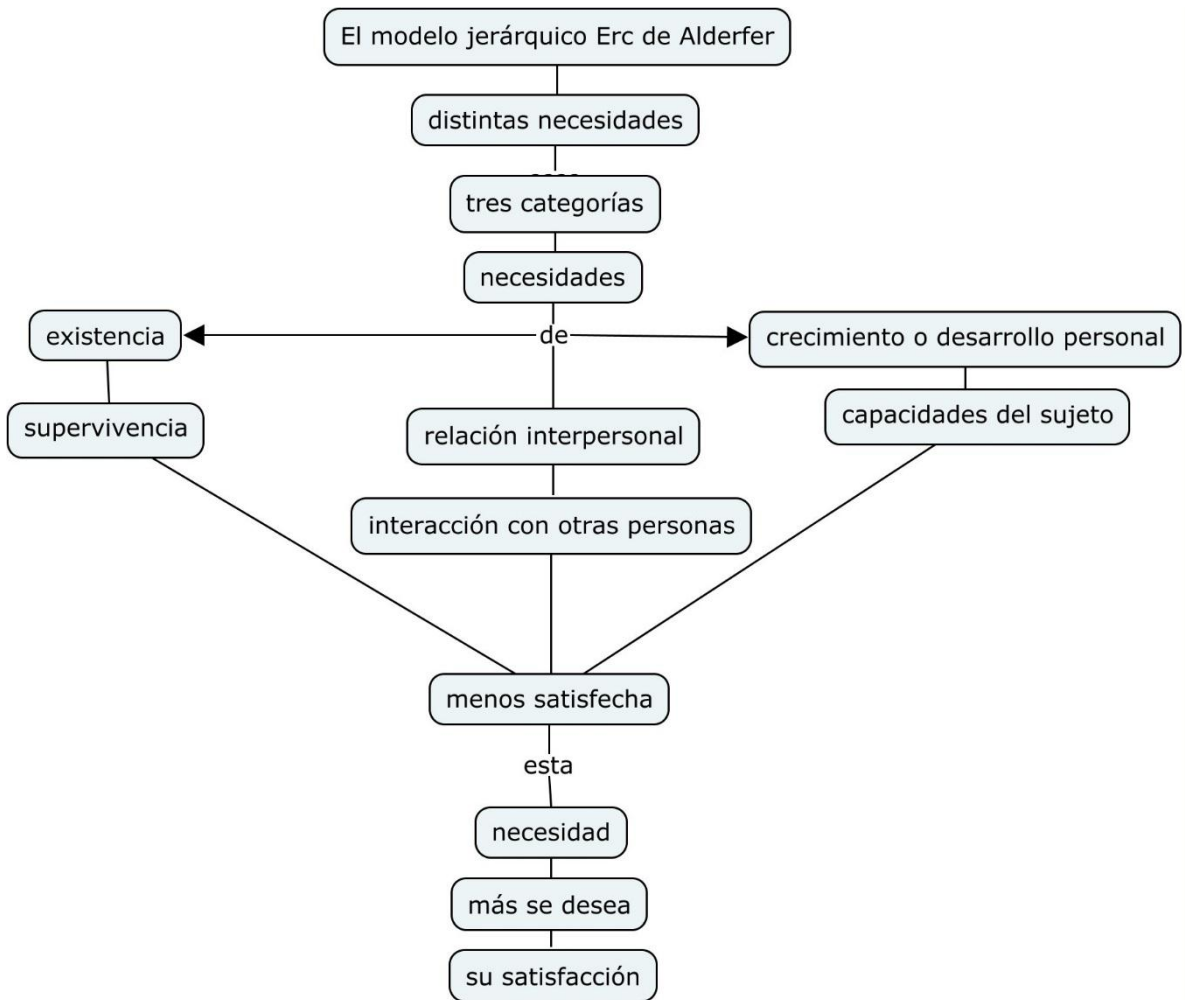 El modelo jerárquico Erc de Alderfer
distintas necesidades
tres categorías
necesidades
de
existencia
crecimiento o desarrollo personal
supervivencia
relación interpersonal
capacidades del sujeto
interacción con otras personas
menos satisfecha
esta
necesidad
más se desea
su satisfacción